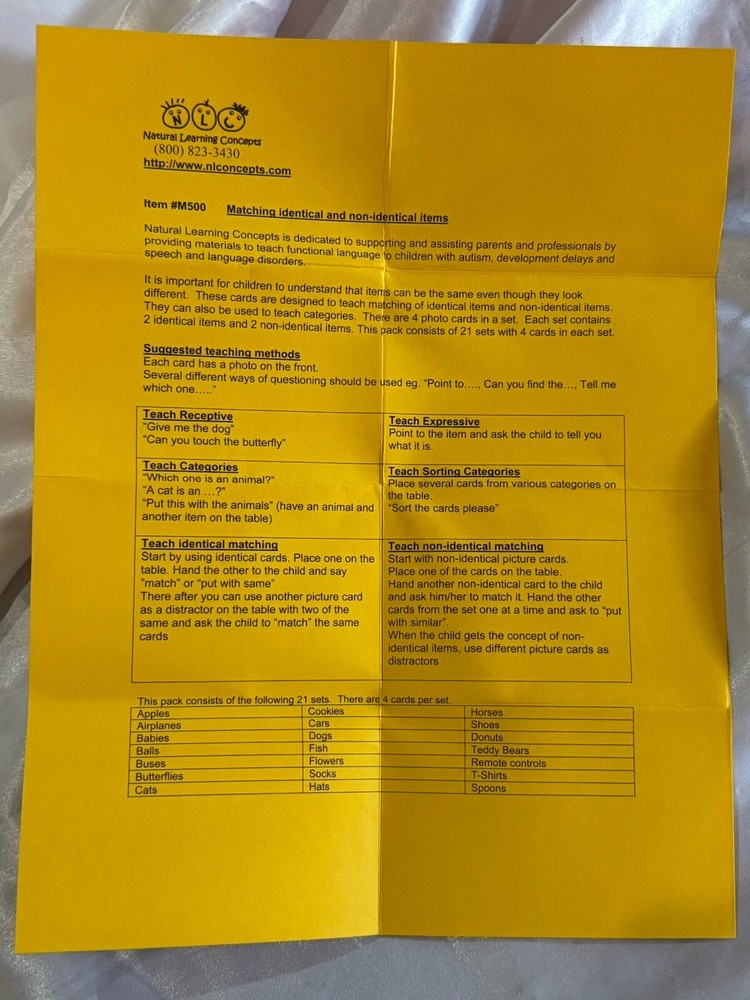 N L C
Natural Learning Concepts
(800) 823-3430
http://www.nlconcepts.com
Item #M500 Matching identical and non-identical items
Natural Learning Concepts is dedicated to supporting and assisting parents and professionals by
providing materials to teach functional language to children with autism, development delays and
speech and language disorders.
It is important for children to understand that items can be the same even though they look
different. These cards are designed to teach matching of identical items and non-identical items.
They can also be used to teach categories. There are 4 photo cards in a set. Each set contains
2 identical items and 2 non-identical items. This pack consists of 21 sets with 4 cards in each set.
Suggested teaching methods
Each card has a photo on the front.
Several different ways of questioning should be used eg. “Point to...., Can you find the..., Tell me
which one.....”
Teach Receptive
“Give me the dog”
“Can you touch the butterfly”
Teach Expressive
Point to the item and ask the child to tell you
what it is.
Teach Categories
“Which one is an animal?”
“A cat is an ...?”
“Put this with the animals” (have an animal and
another item on the table)
Teach Sorting Categories
Place several cards from various categories on
the table.
“Sort the cards please”
Teach identical matching
Start by using identical cards. Place one on the
table. Hand the other to the child and say
“match” or “put with same”
There after you can use another picture card
as a distractor on the table with two of the
same and ask the child to “match” the same
cards
Teach non-identical matching
Start with non-identical picture cards.
Place one of the cards on the table.
Hand another non-identical card to the child
and ask him/her to match it. Hand the other
cards from the set one at a time and ask to “put
with similar”.
When the child gets the concept of non-
identical items, use different picture cards as
distractors
This pack consists of the following 21 sets. There are 4 cards per set.
Apples Cookies Horses
Airplanes Cars Shoes
Babies Dogs Donuts
Balls Fish Teddy Bears
Buses Flowers Remote controls
Butterflies Socks T-Shirts
Cats Hats Spoons